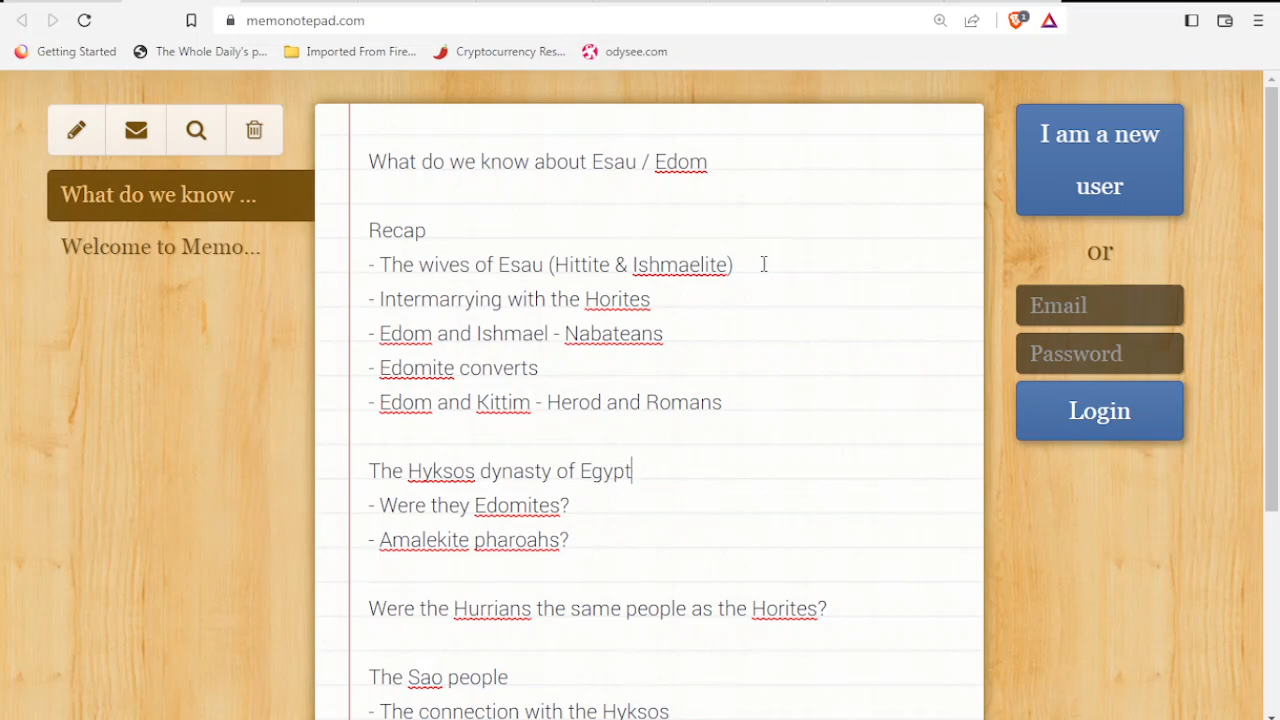 memonotepad.com
1
Getting Started
The Whole Daily's p...
Imported From Fire...
Cryptocurrency Res...
odysee.com
What do we know ...
Welcome to Memo...
What do we know about Esau / Edom
Recap
- The wives of Esau (Hittite & Ishmaelite)
- Intermarrying with the Horites
- Edom and Ishmael - Nabateans
- Edomite converts
- Edom and Kittim - Herod and Romans
The Hyksos dynasty of Egypt
- Were they Edomites?
- Amalekite pharoahs?
Were the Hurrians the same people as the Horites?
The Sao people
- The connection with the Hyksos
I am a new
user
or
Email
Password
Login